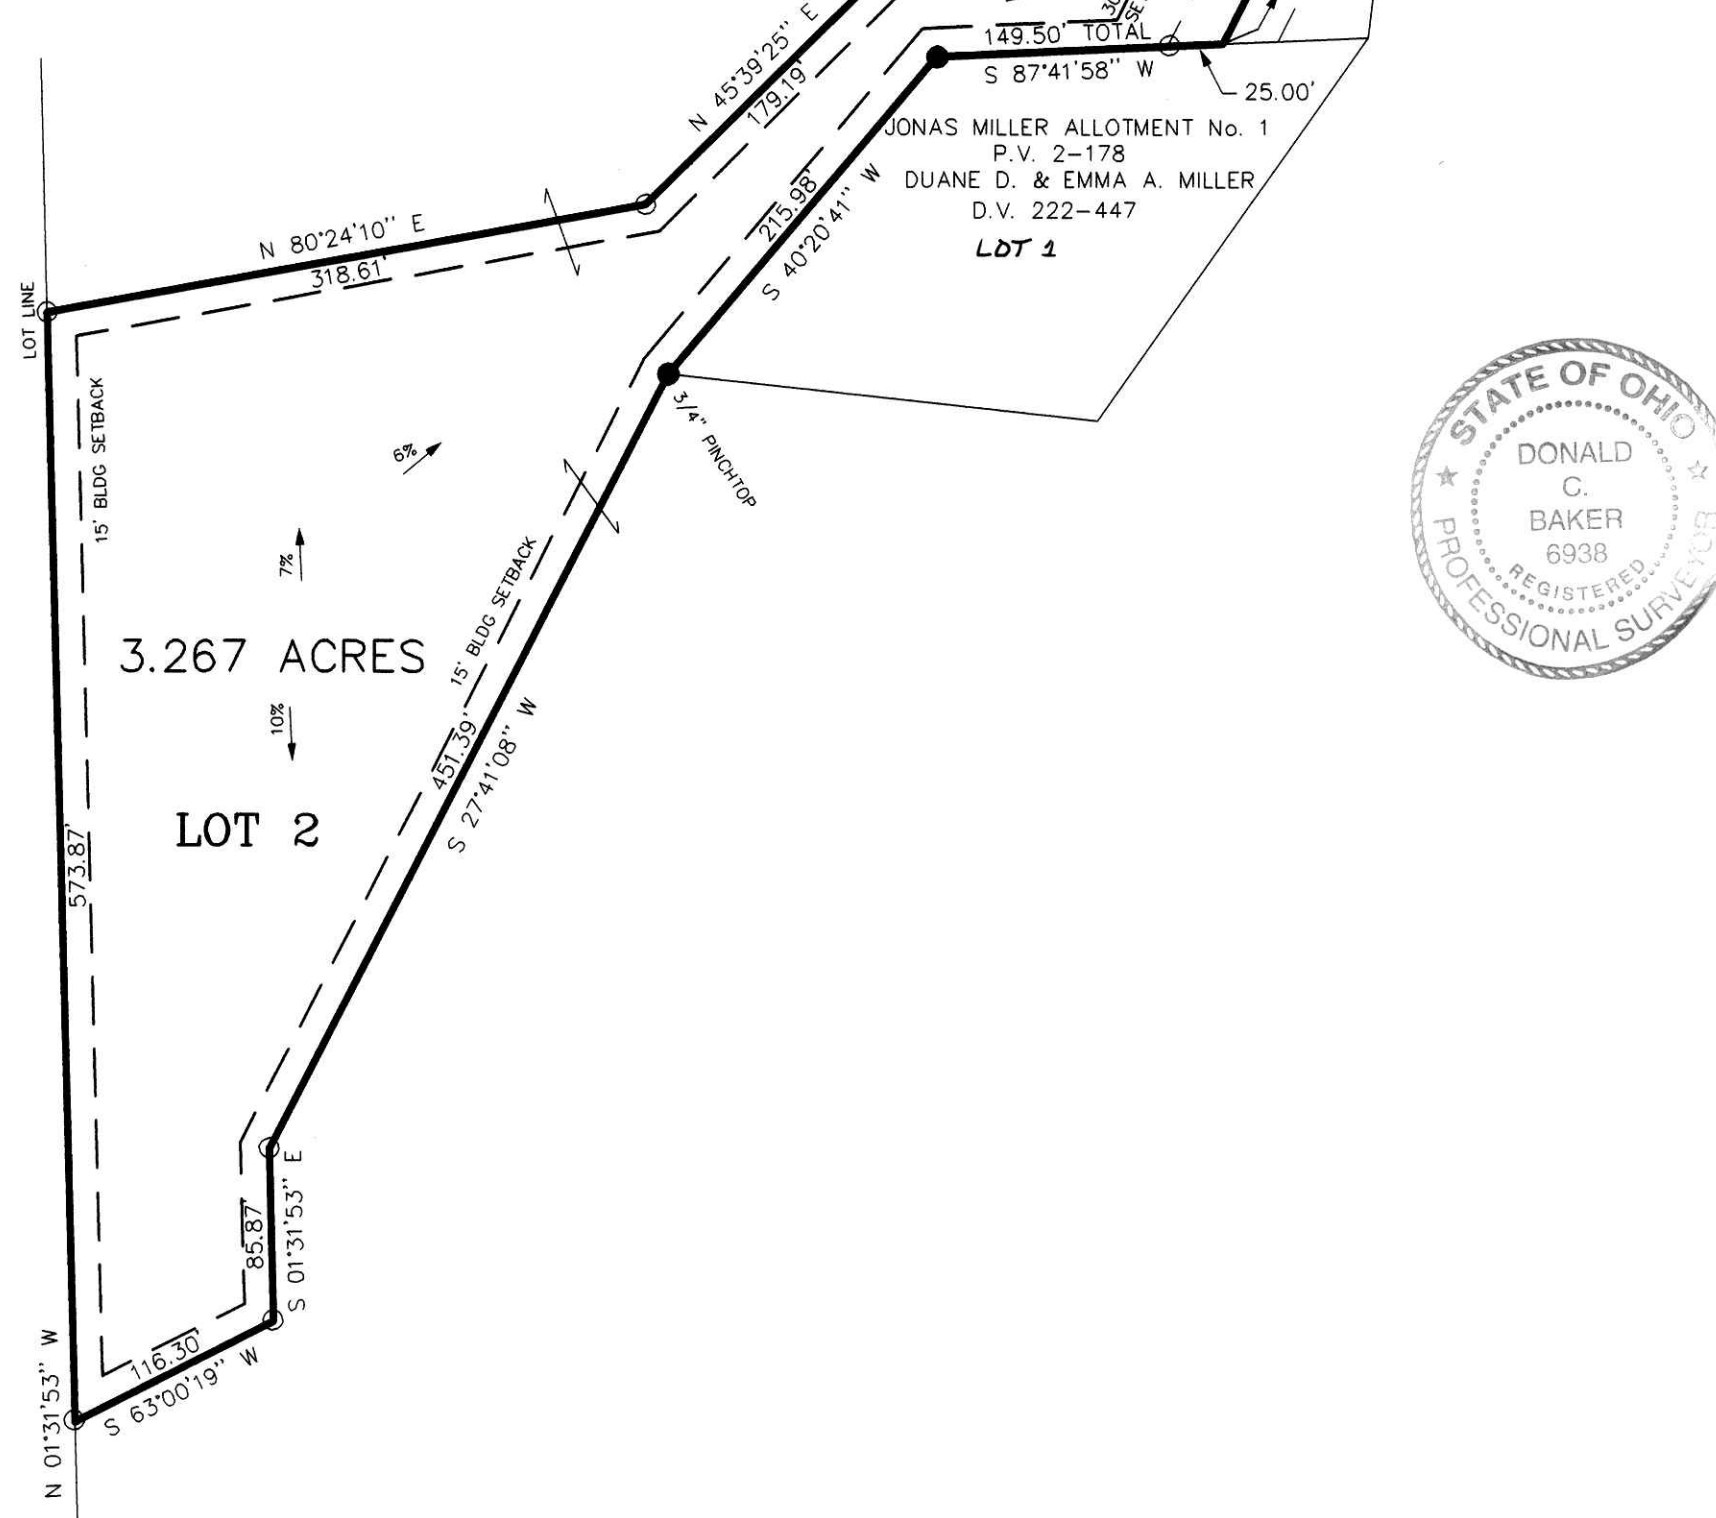 N 45°39'25" E
179.19'
30'
149.50' TOTAL
S 87°41'58" W
25.00'
JONAS MILLER ALLOTMENT No. 1
P.V. 2-178
DUANE D. & EMMA A. MILLER
D.V. 222-447
LOT 1
215.98'
S 40°20'41" W
N 80°24'10" E
318.61'
LOT LINE
15' BLDG SETBACK
3/4" PINCHTOP
6%
7%
3.267 ACRES
10%
LOT 2
15' BLDG SETBACK
451.39'
S 27°41'08" W
573.87'
85.87'
S 01°31'53" E
116.30'
S 63°00'19" W
N 01°31'53" W
STATE OF OHIO
DONALD
C.
BAKER
6938
REGISTERED
PROFESSIONAL SURVEYOR